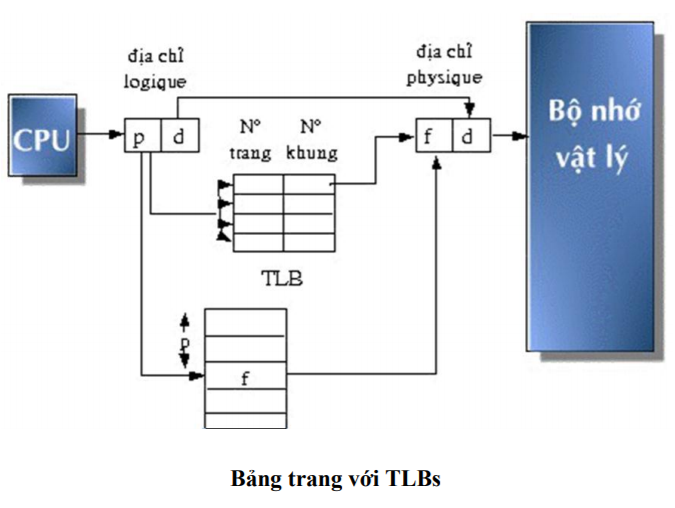 địa chỉ
logique
địa chỉ
physique
CPU
p d
N°
trang
N°
khung
f d
Bộ nhớ
vật lý
TLB
p
f
Bảng trang với TLBs